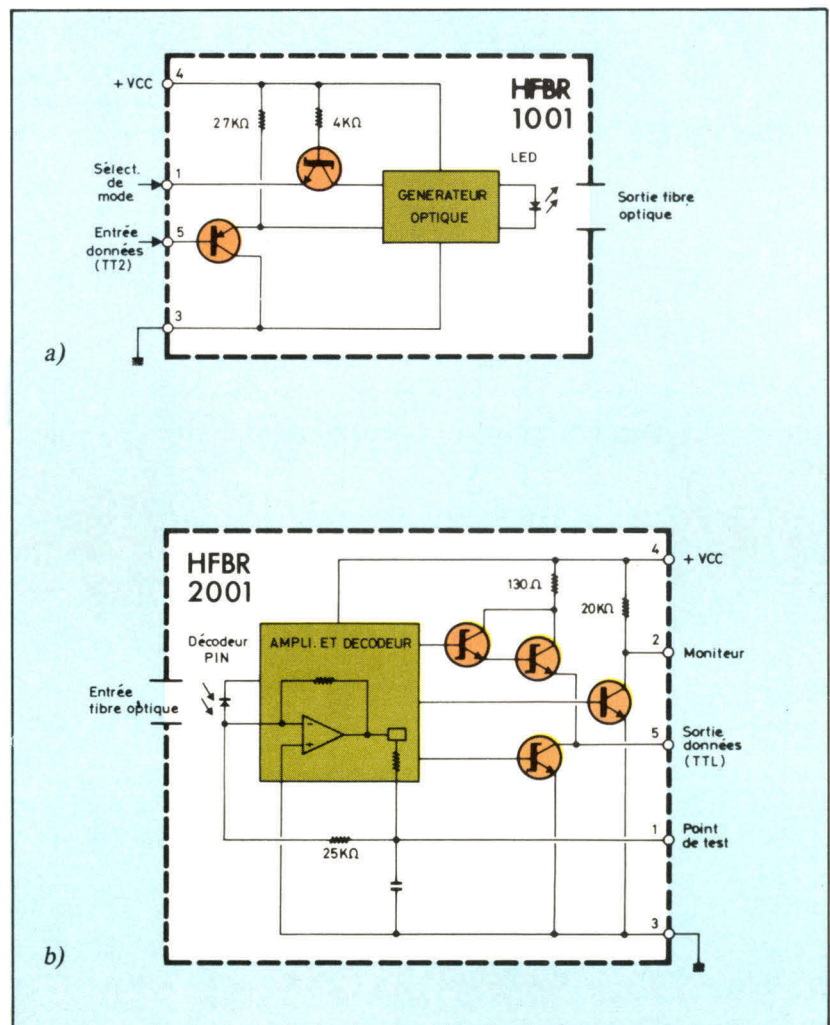 HFBR
1001
+ VCC
4
27KΩ
4KΩ
LED
Sélect.
de
mode
1
GENERATEUR
OPTIQUE
Sortie fibre
optique
Entrée
données
(TT2)
5
3
a)
HFBR
2001
4
+ VCC
130Ω
20KΩ
Décodeur
PIN
AMPLI. ET DECODEUR
2
Moniteur
Entrée
fibre optique
-
+
5
Sortie
données
(TTL)
1
Point
de test
25KΩ
3
b)